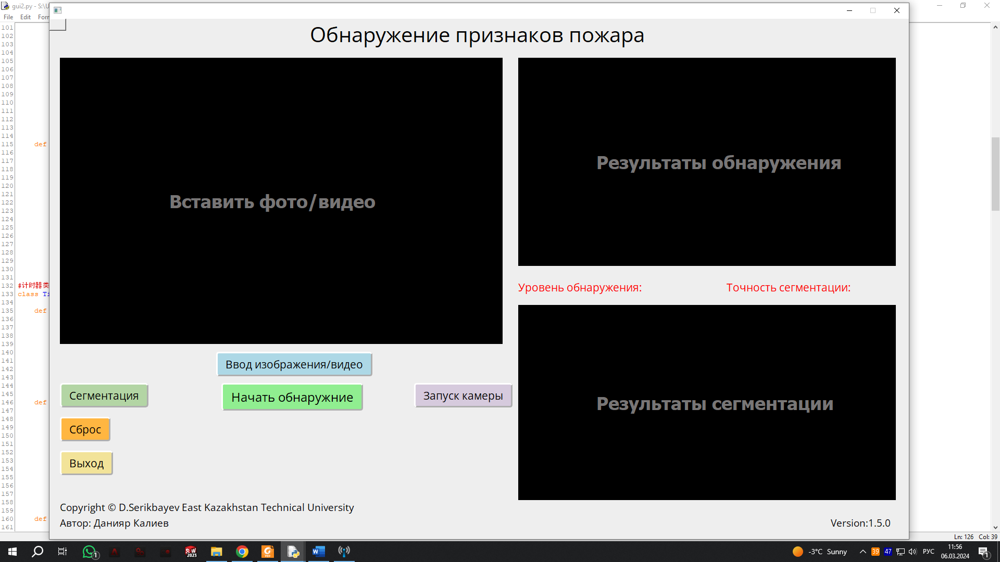 gui2.py - S:\U
File Edit Forr
Обнаружение признаков пожара
Вставить фото/видео
Результаты обнаружения
Уровень обнаружения:
Точность сегментации:
Результаты сегментации
Ввод изображения/видео
Сегментация
Начать обнаружние
Запуск камеры
Сброс
Выход
Copyright © D.Serikbayev East Kazakhstan Technical University
Автор: Данияр Калиев
Version:1.5.0
101
102
103
104
105
106
107
108
109
110
111
112
113
114
115 def
116
117
118
119
120
121
122
123
124
125
126
127
128
129
130
131
132 #计时器类
133 class Ti
134
135 def
136
137
138
139
140
141
142
143
144
145
146 def
147
148
149
150
151
152
153
154
155
156
157
158
159
160 def
161
Ln: 126 Col: 39
SW 2023
PDF
W
1
-3°C Sunny
39
47
РУС
11:56
06.03.2024
1